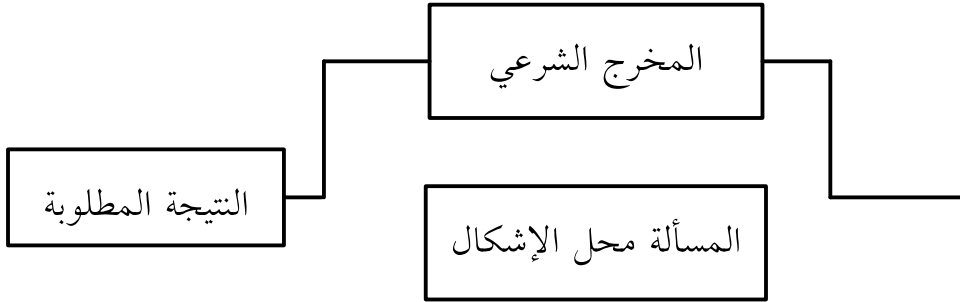 المخرج الشرعي
النتيجة المطلوبة
المسألة محل الإشكال